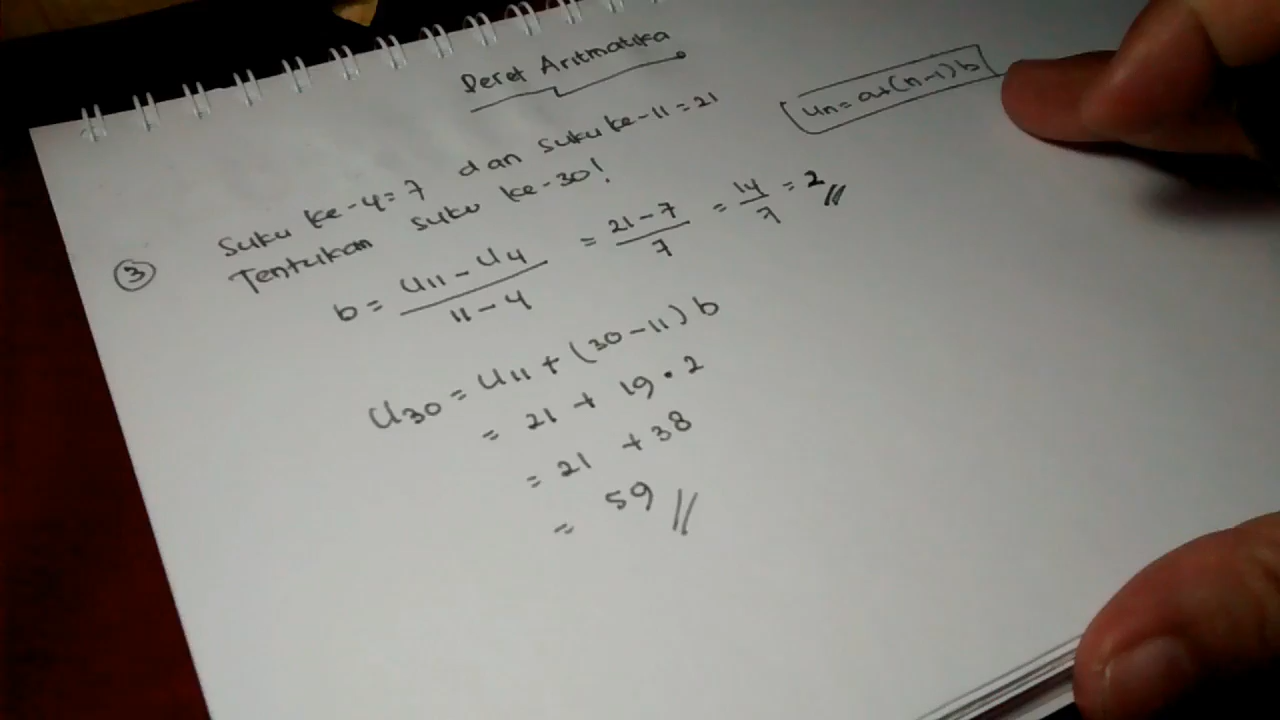 Deret Aritmatika
Un = a+(n-1)b
③ Suku ke-4=7 dan suku ke-11=21
Tentukan suku ke-30!
b = (U11 - U4)/(11-4) = (21-7)/7 = 14/7 = 2 //
U30 = U11 + (30-11) b
= 21 + 19 • 2
= 21 + 38
= 59 //